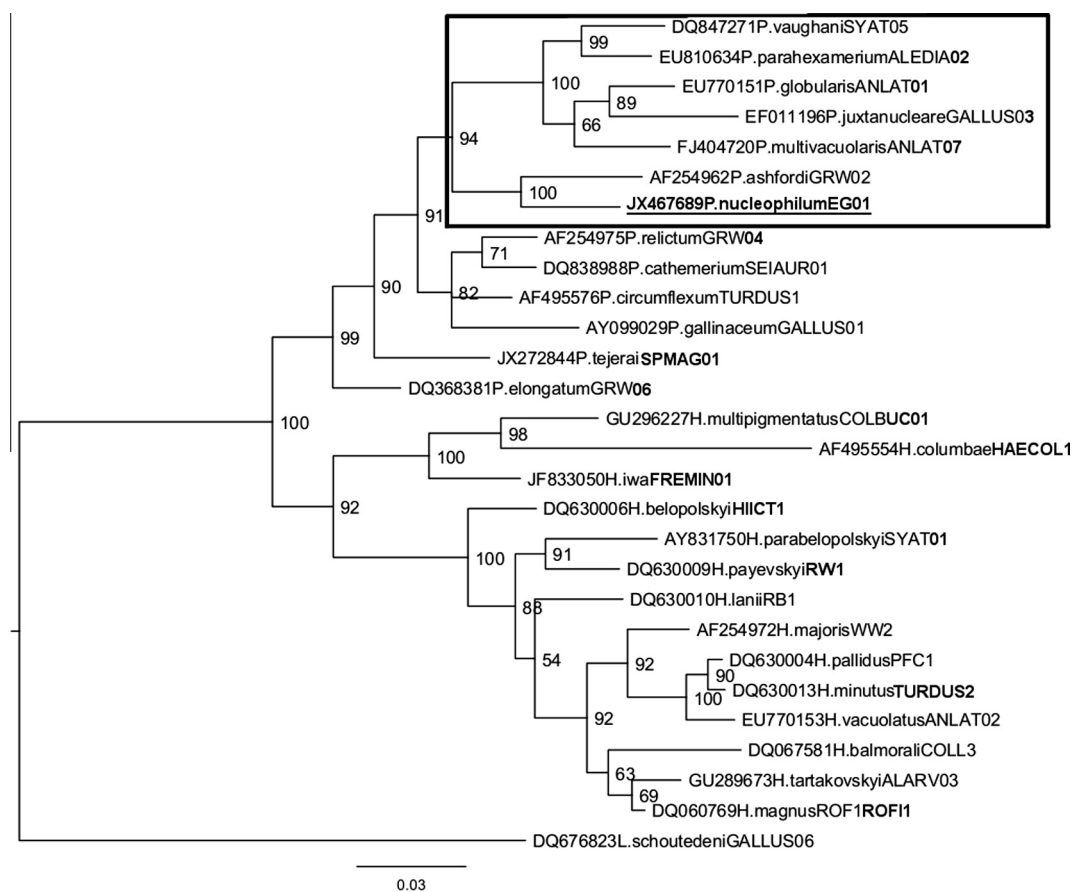 DQ847271P.vaughaniSYAT05
99
EU810634P.parahexameriumALEDIA02
100
EU770151P.globularisANLAT01
89
EF011196P.juxtanucleareGALLUS03
66
94
FJ404720P.multivacuolarisANLAT07
AF254962P.ashfordiGRW02
100
JX467689P.nucleophilumEG01
91
AF254975P.relictumGRW04
71
DQ838988P.cathemeriumSEIAUR01
90
82
AF495576P.circumflexumTURDUS1
AY099029P.gallinaceumGALLUS01
99
JX272844P.tejeraiSPMAG01
DQ368381P.elongatumGRW06
100
GU296227H.multipigmentatusCOLBUC01
98
AF495554H.columbaeHAECOL1
100
JF833050H.iwaFREMIN01
92
DQ630006H.belopolskyiHIICT1
AY831750H.parabelopolskyiSYAT01
91
100
DQ630009H.payevskyiRW1
DQ630010H.laniiRB1
88
AF254972H.majorisWW2
54
92
DQ630004H.pallidusPFC1
90
DQ630013H.minutusTURDUS2
100
92
EU770153H.vacuolatusANLAT02
DQ067581H.balmoraliCOLL3
63
GU289673H.tartakovskyiALARV03
69
DQ060769H.magnusROF1ROFI1
DQ676823L.schoutedeniGALLUS06
0.03